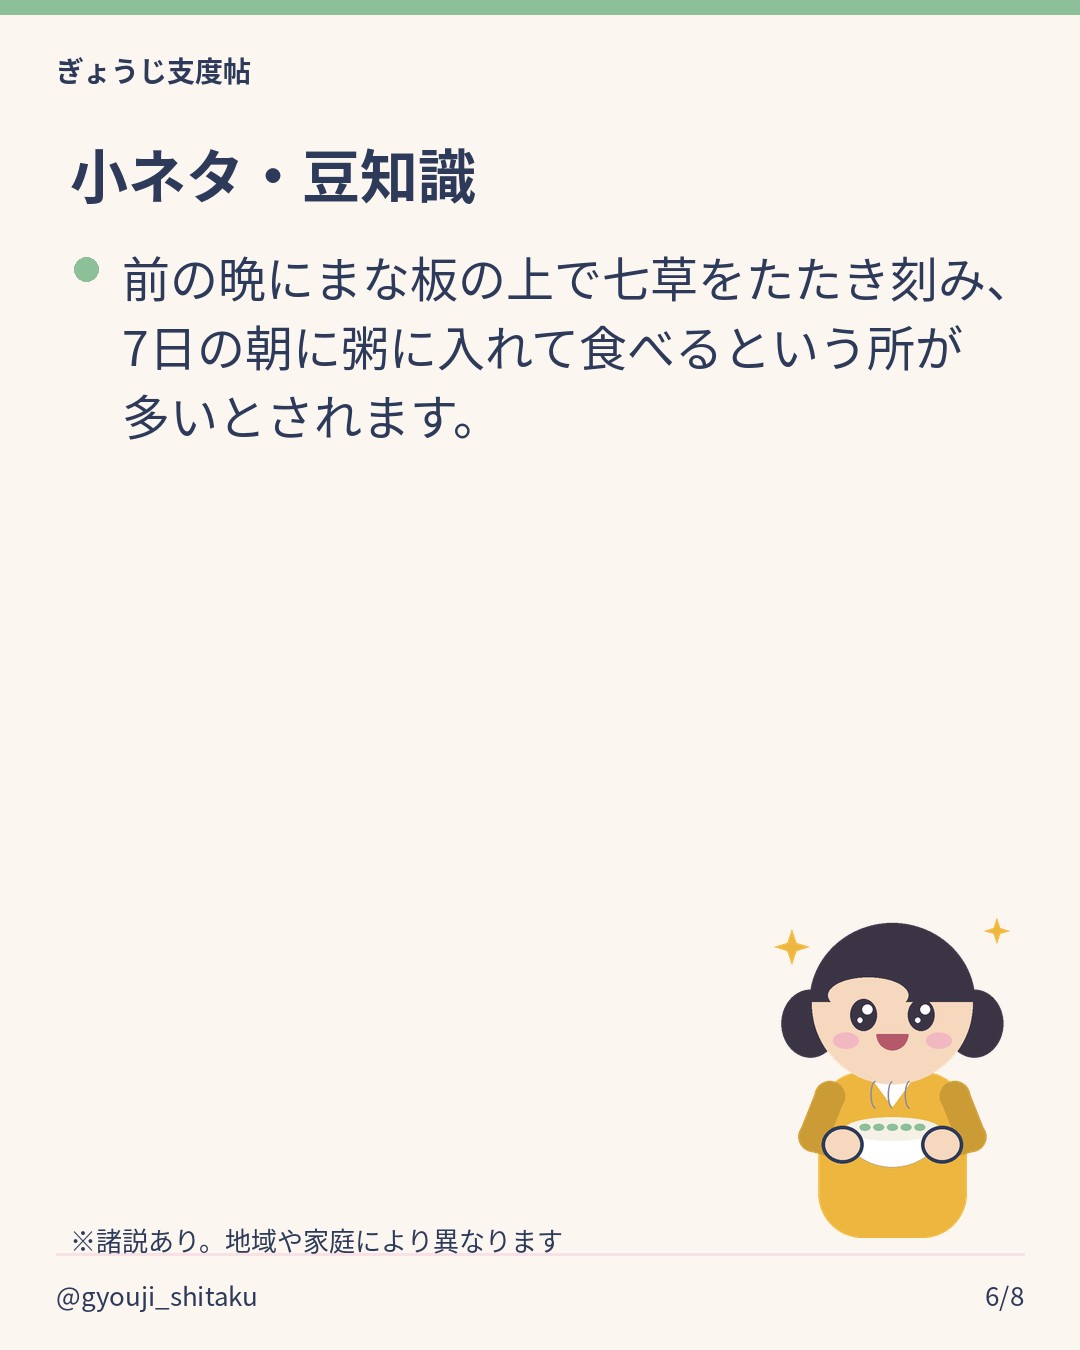 ぎょうじ支度帖
小ネタ・豆知識
前の晩にまな板の上で七草をたたき刻み、
7日の朝に粥に入れて食べるという所が
多いとされます。
※諸説あり。地域や家庭により異なります
@gyouji_shitaku
6/8